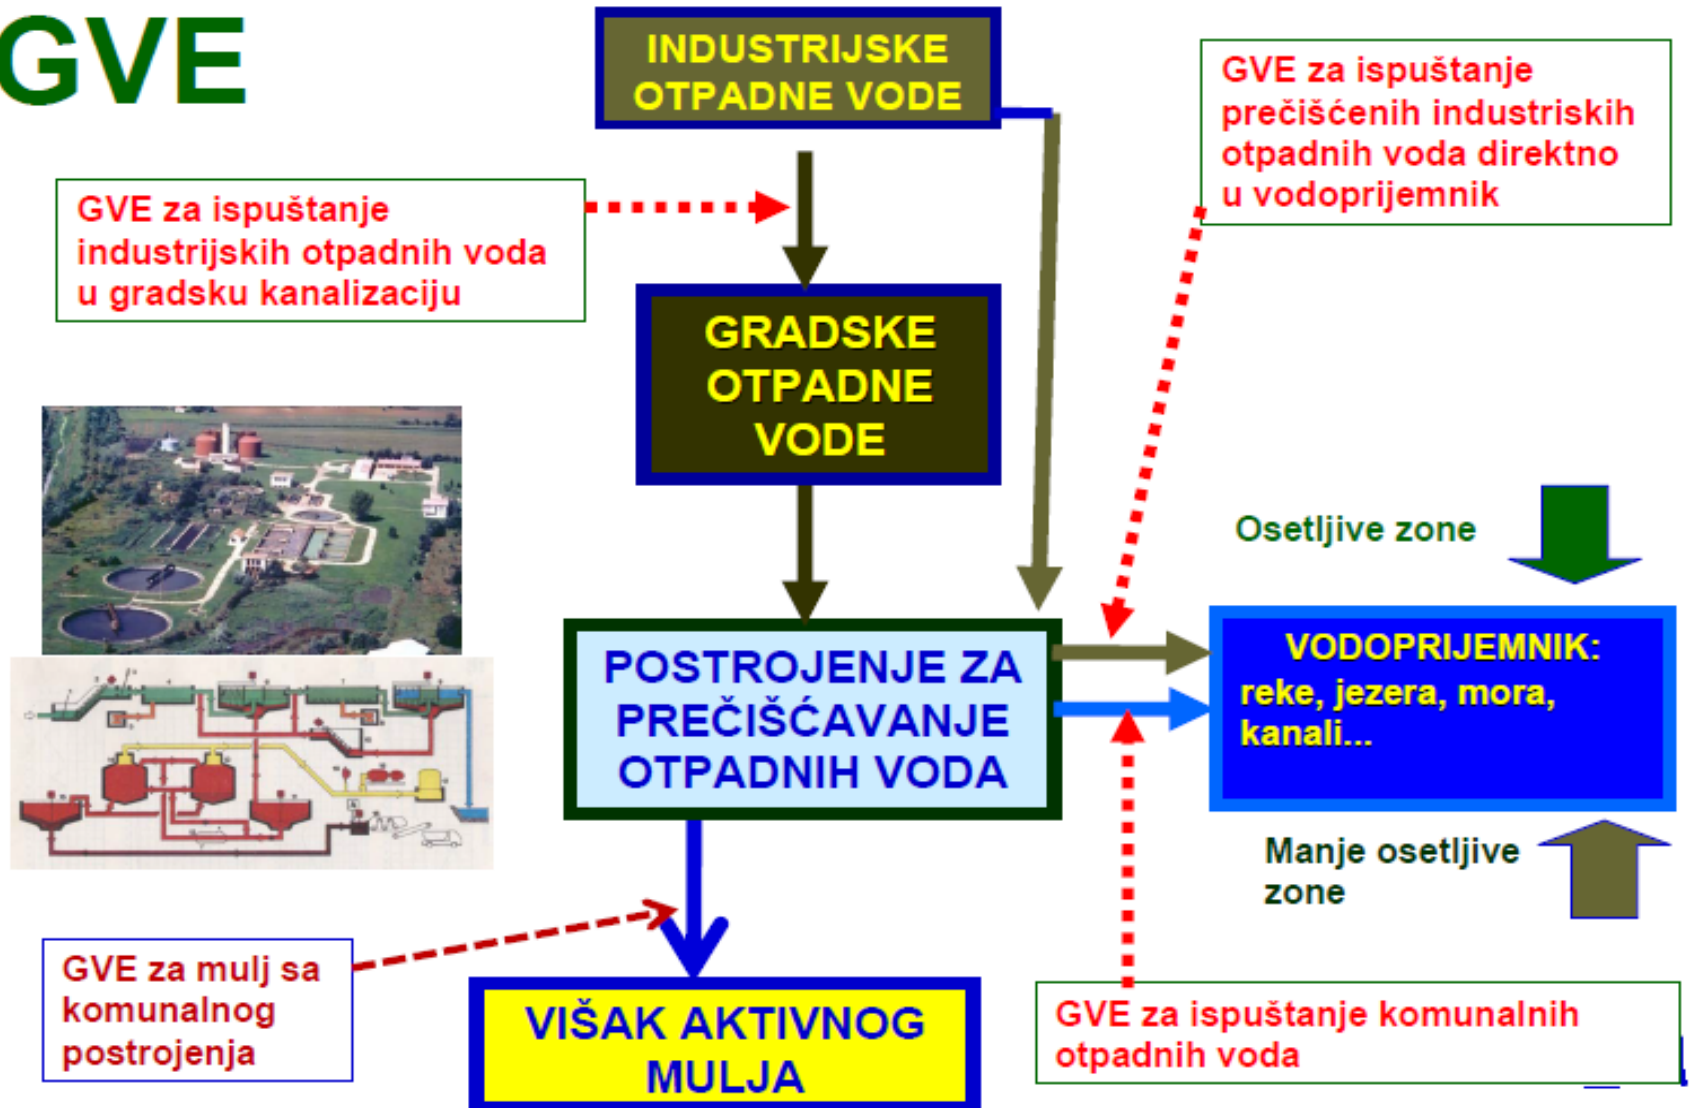 GVE
INDUSTRIJSKE
OTPADNE VODE
GVE za ispuštanje
prečišćenih industriskih
otpadnih voda direktno
u vodoprijemnik
GVE za ispuštanje
industrijskih otpadnih voda
u gradsku kanalizaciju
GRADSKE
OTPADNE
VODE
Osetljive zone
POSTROJENJE ZA
PREČIŠĆAVANJE
OTPADNIH VODA
VODOPRIJEMNIK:
reke, jezera, mora,
kanali...
Manje osetljive
zone
GVE za mulj sa
komunalnog
postrojenja
VIŠAK AKTIVNOG
MULJA
GVE za ispuštanje komunalnih
otpadnih voda